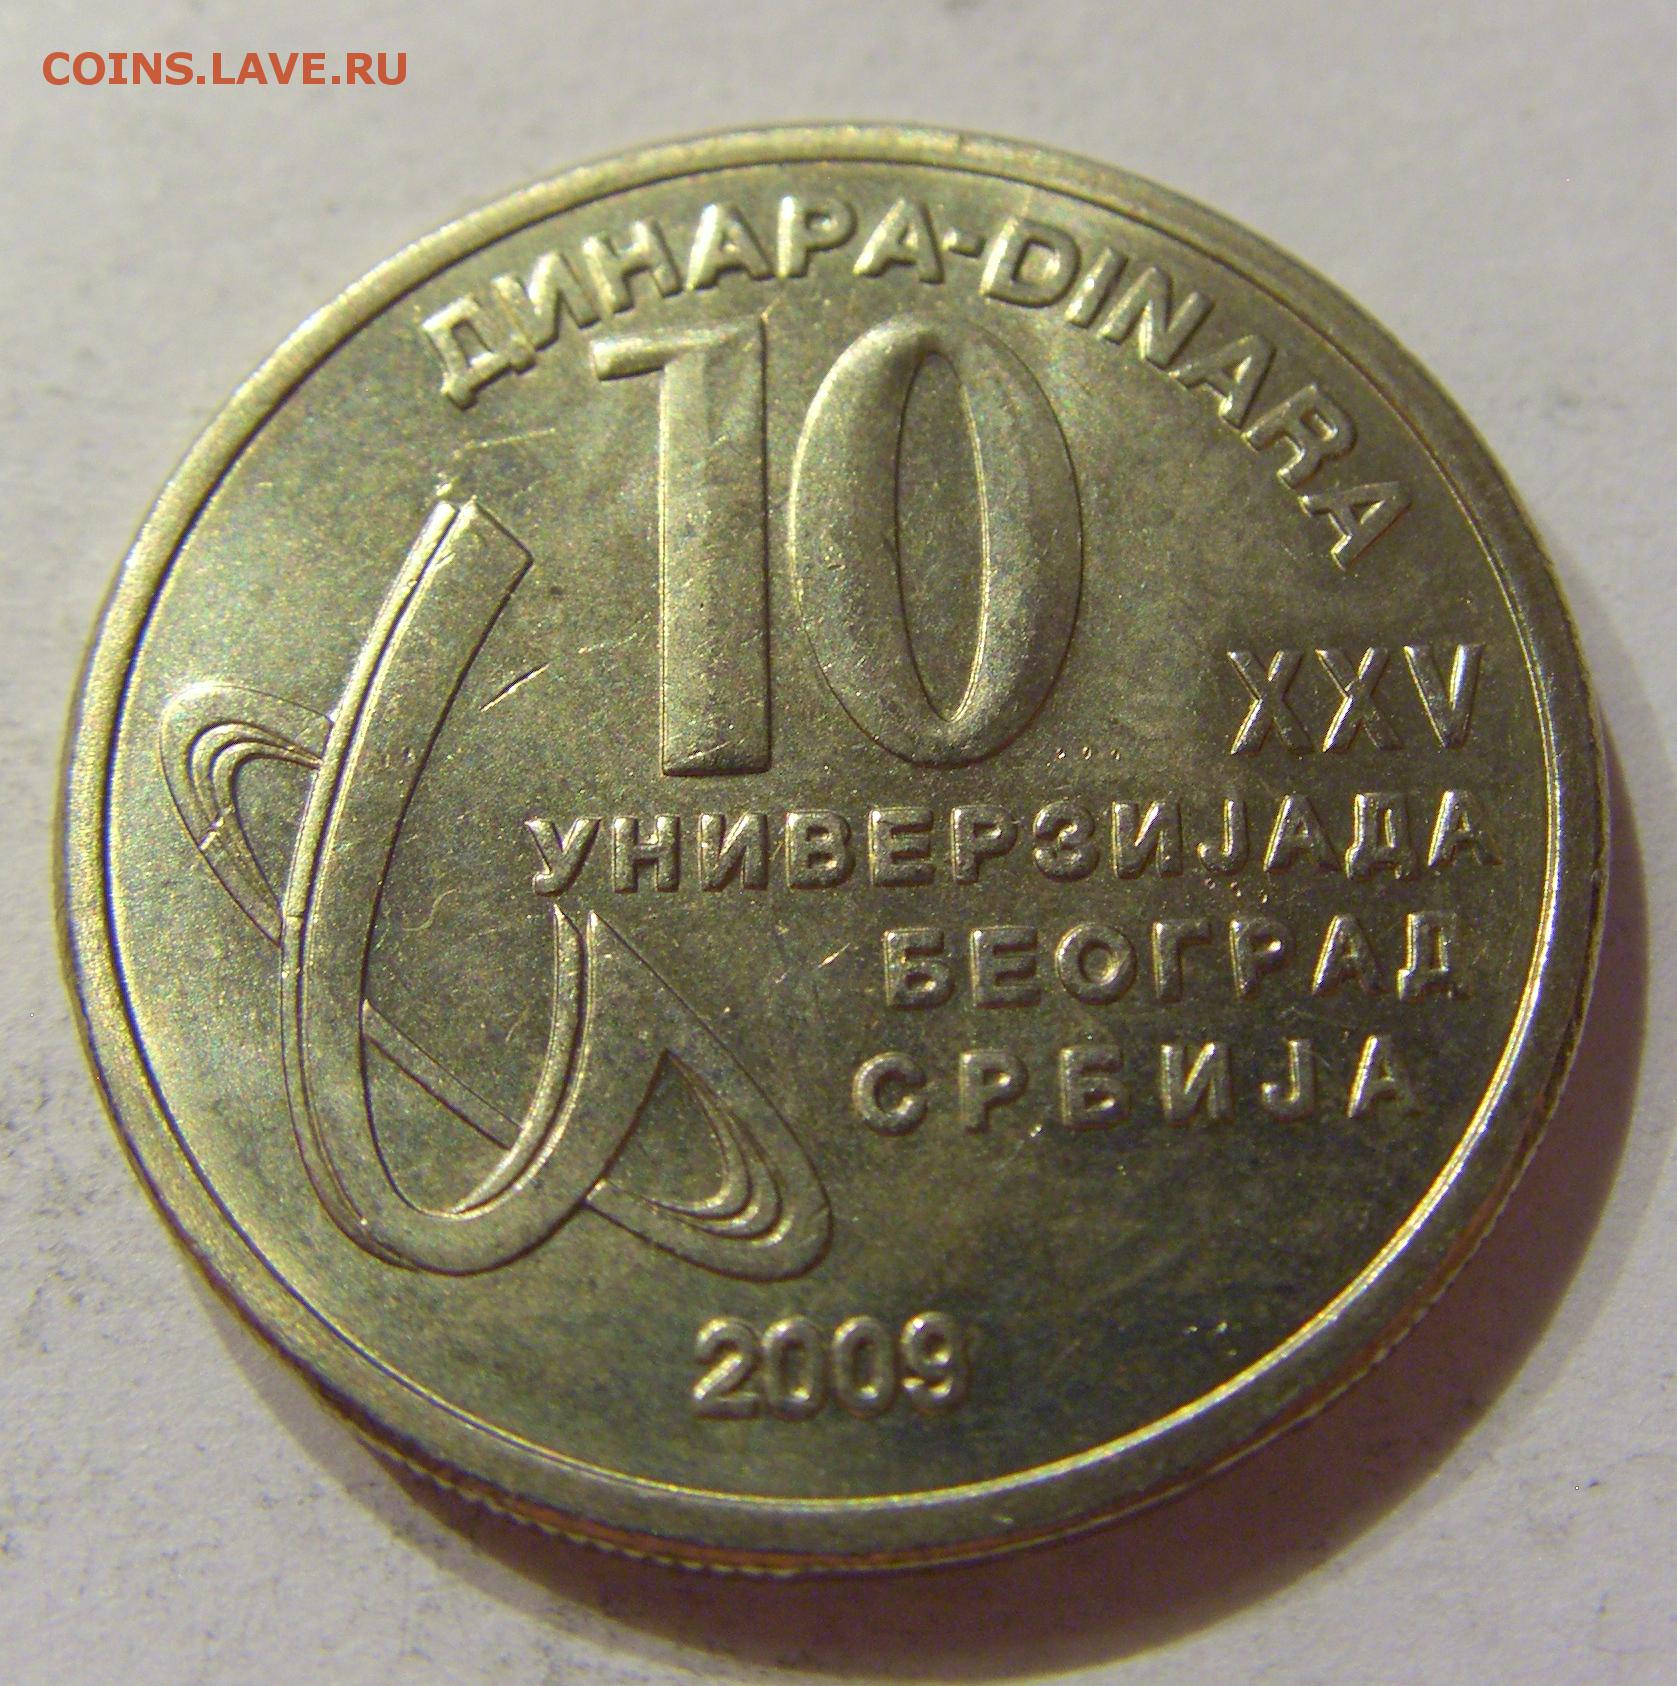 COINS.LAVE.RU
ДИНАРА-DINARA
10
XXV
УНИВЕРЗИЈАДА
БЕОГРАД
СРБИЈА
2009